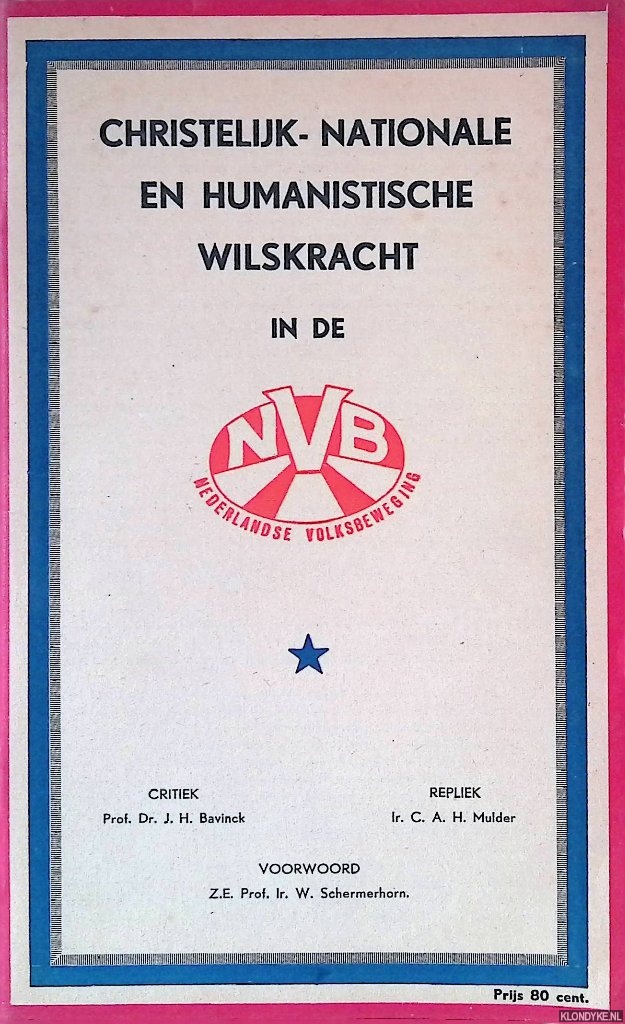 CHRISTELIJK- NATIONALE
EN HUMANISTISCHE
WILSKRACHT
IN DE
NVB
NEDERLANDSE VOLKSBEWEGING
CRITIEK
Prof. Dr. J. H. Bavinck
REPLIEK
Ir. C. A. H. Mulder
VOORWOORD
Z.E. Prof. Ir. W. Schermerhorn.
Prijs 80 cent.
KLONDYKE.NL